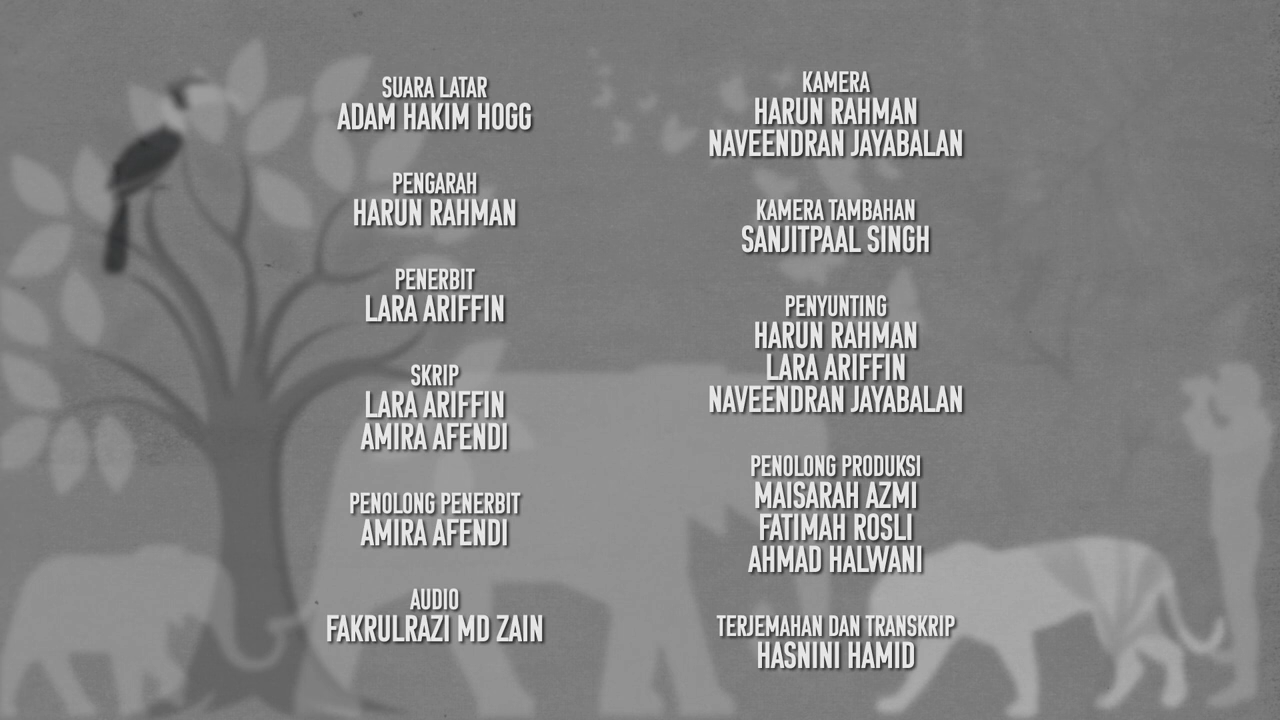 SUARA LATAR
ADAM HAKIM HOGG
PENGARAH
HARUN RAHMAN
PENERBIT
LARA ARIFFIN
SKRIP
LARA ARIFFIN
AMIRA AFENDI
PENOLONG PENERBIT
AMIRA AFENDI
AUDIO
FAKRULRAZI MD ZAIN
KAMERA
HARUN RAHMAN
NAVEENDRAN JAYABALAN
KAMERA TAMBAHAN
SANJITPAAL SINGH
PENYUNTING
HARUN RAHMAN
LARA ARIFFIN
NAVEENDRAN JAYABALAN
PENOLONG PRODUKSI
MAISARAH AZMI
FATIMAH ROSLI
AHMAD HALWANI
TERJEMAHAN DAN TRANSKRIP
HASNINI HAMID